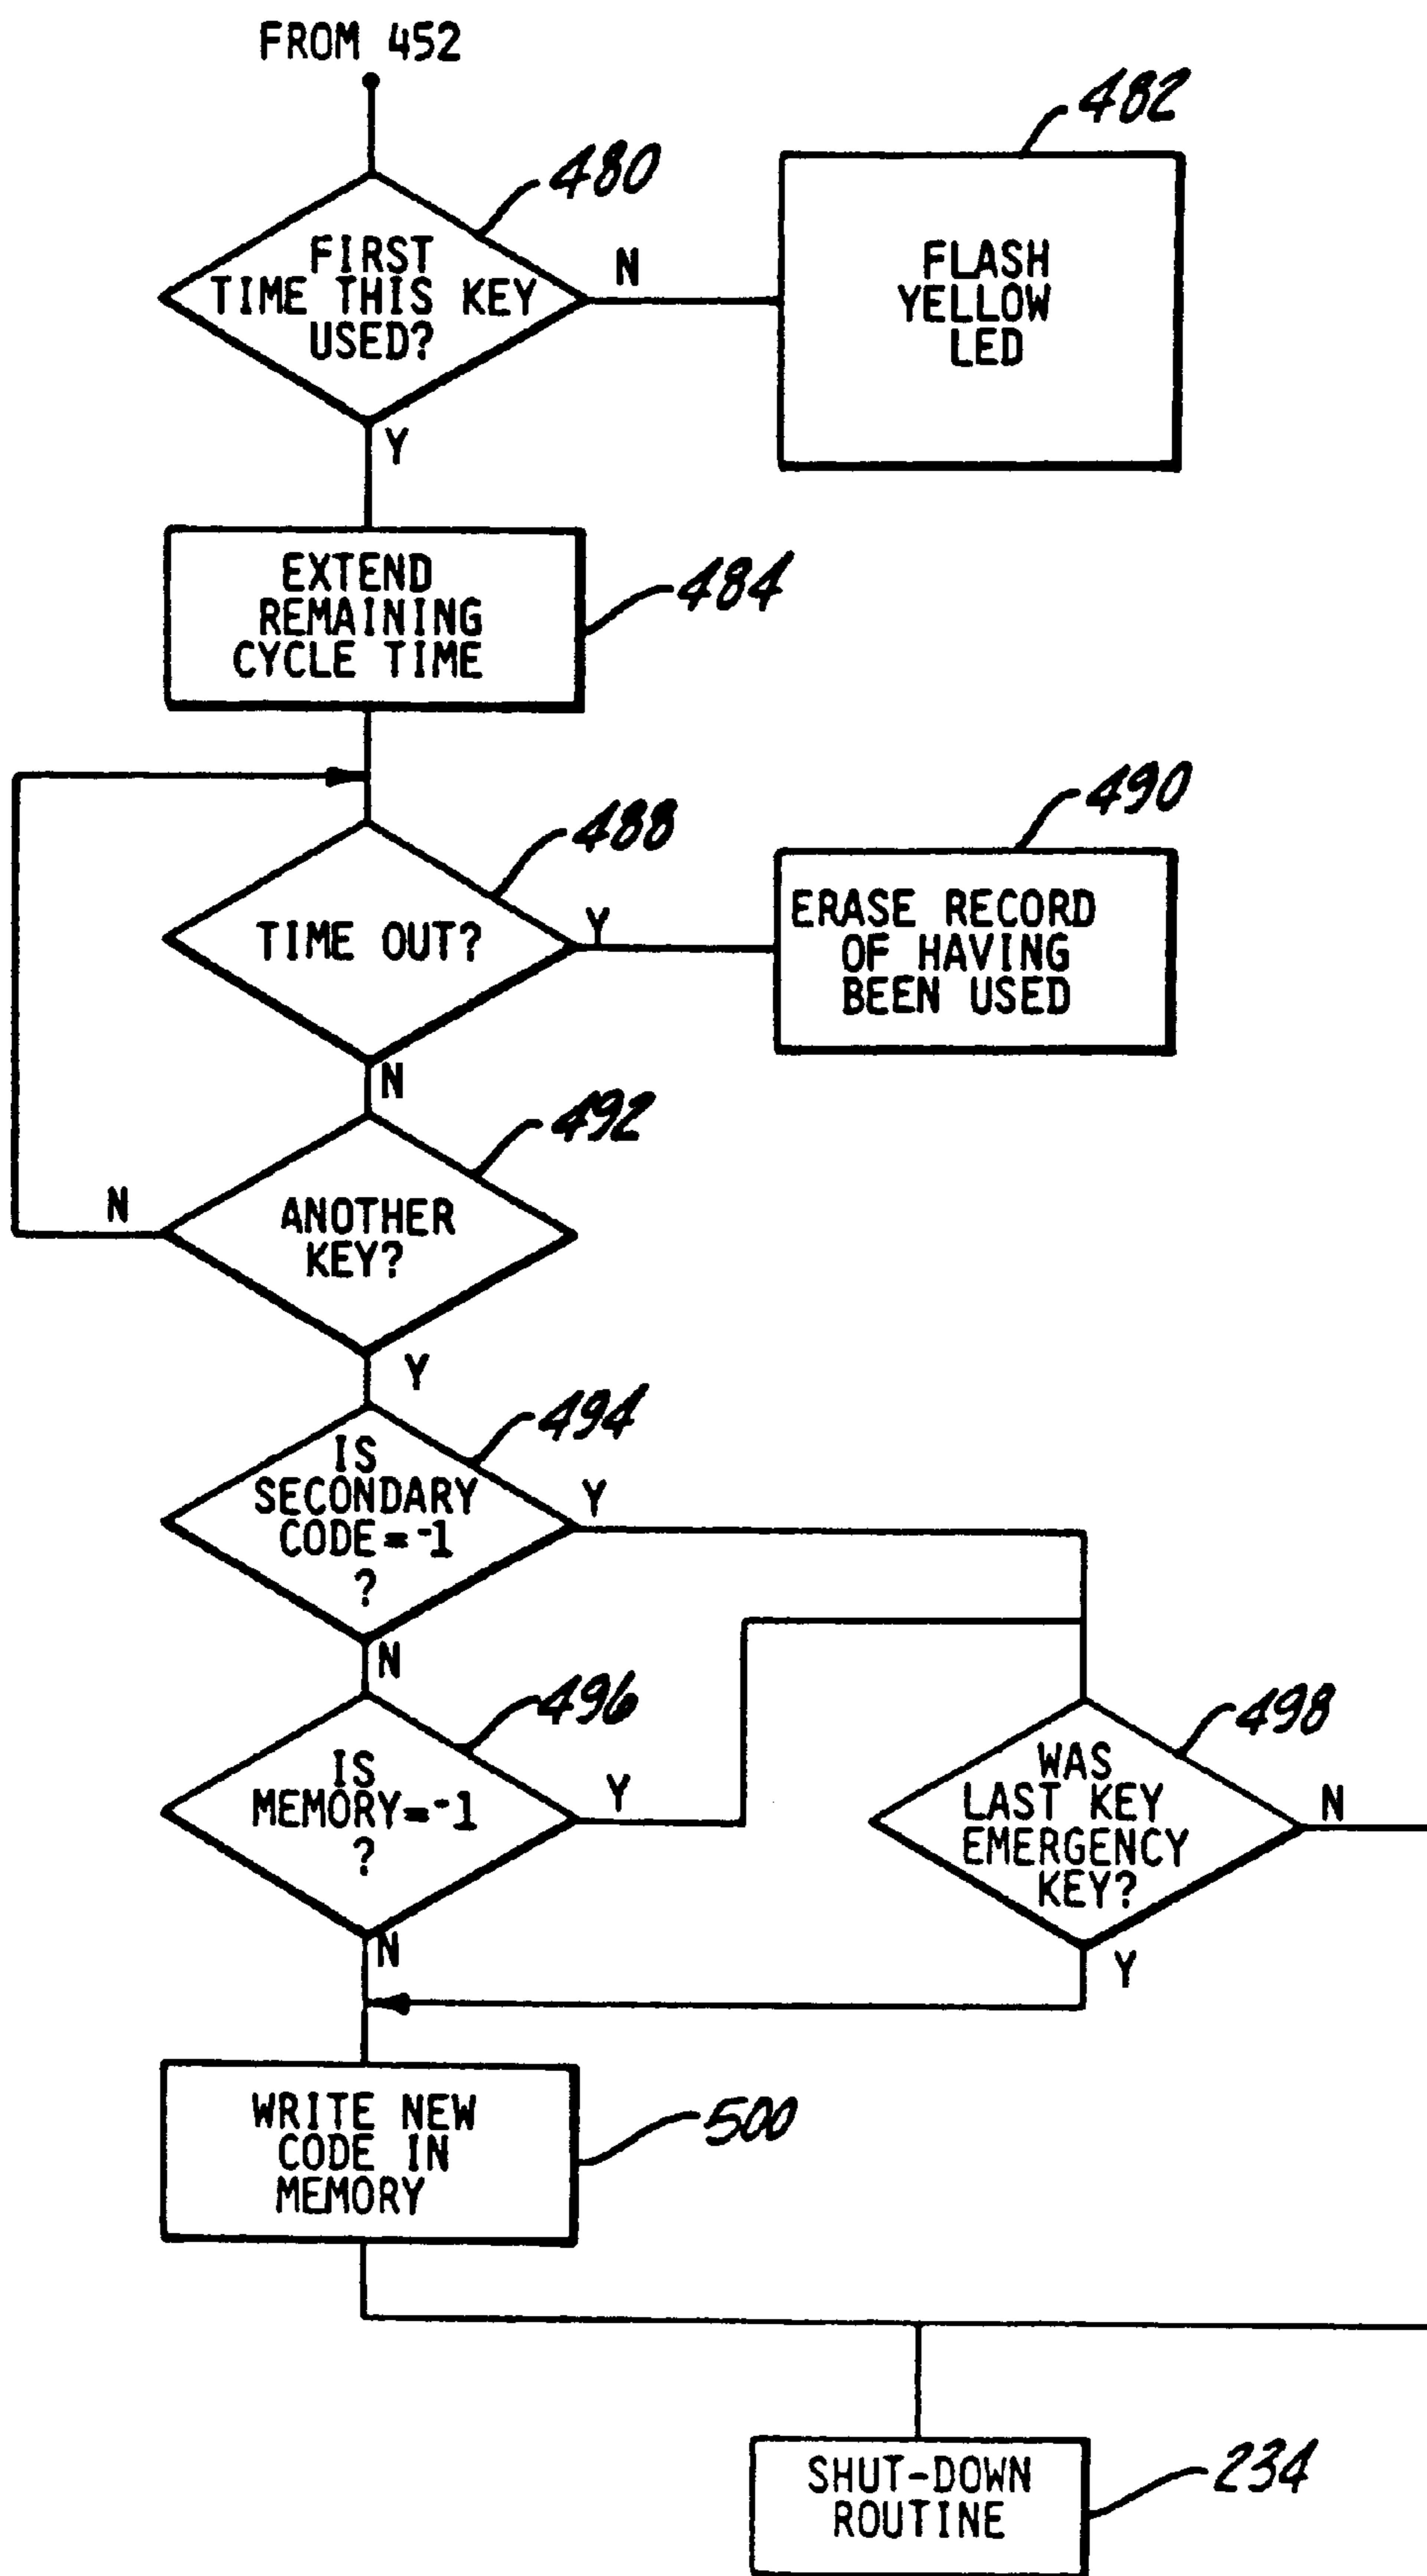 FROM 452
480
482
FIRST
TIME THIS KEY
USED?
N
FLASH
YELLOW
LED
Y
EXTEND
REMAINING
CYCLE TIME
484
488
490
TIME OUT?
Y
ERASE RECORD
OF HAVING
BEEN USED
N
492
ANOTHER
KEY?
N
Y
494
IS
SECONDARY
CODE=-1
?
Y
N
496
IS
MEMORY=-1
?
Y
498
WAS
LAST KEY
EMERGENCY
KEY?
N
N
Y
WRITE NEW
CODE IN
MEMORY
500
SHUT-DOWN
ROUTINE
234